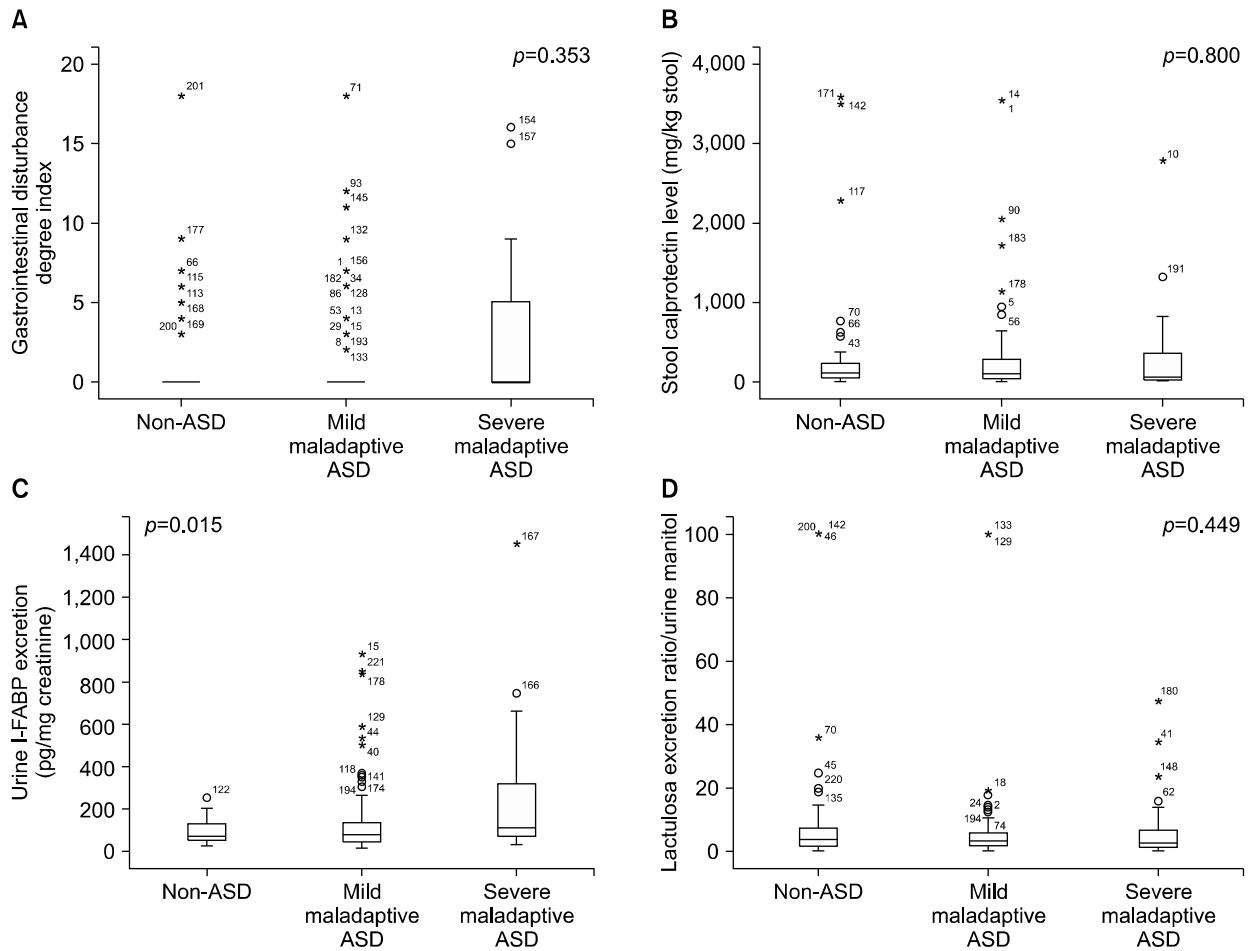 A
p=0.353
Gastrointestinal disturbance
degree index
20
15
10
5
0
201
177
66
115
113
168
200
169
71
93
145
132
1
156
182
34
86
128
53
13
29
15
8
193
133
154
157
Non-ASD
Mild
maladaptive
ASD
Severe
maladaptive
ASD
B
p=0.800
Stool calprotectin level (mg/kg stool)
4,000
3,000
2,000
1,000
0
171
142
117
70
66
43
14
1
90
183
178
5
56
10
191
Non-ASD
Mild
maladaptive
ASD
Severe
maladaptive
ASD
C
p=0.015
Urine I-FABP excretion
(pg/mg creatinine)
1,400
1,200
1,000
800
600
400
200
0
122
15
221
178
129
44
40
118
141
194
174
167
166
Non-ASD
Mild
maladaptive
ASD
Severe
maladaptive
ASD
D
p=0.449
Lactulosa excretion ratio/urine manitol
100
80
60
40
20
0
200
142
46
70
45
220
135
133
129
18
24
2
194
74
180
41
148
62
Non-ASD
Mild
maladaptive
ASD
Severe
maladaptive
ASD